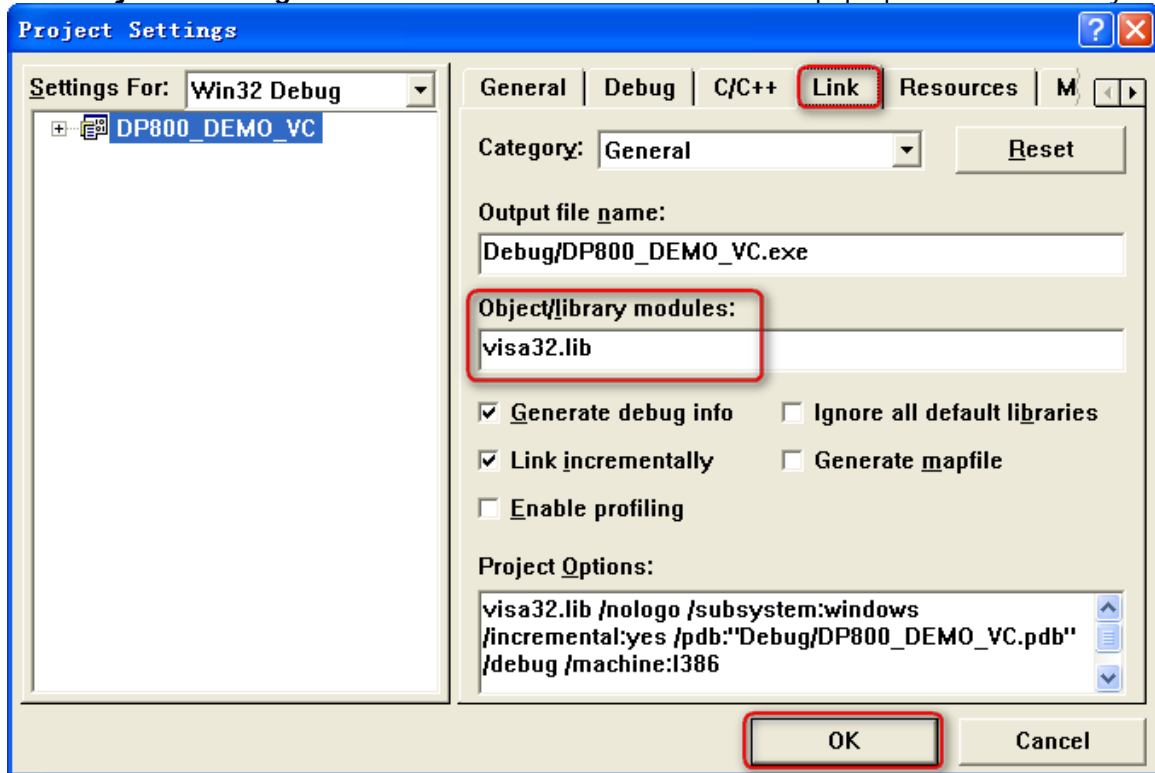 Project Settings
Settings For: Win32 Debug
DP800_DEMO_VC
General Debug C/C++ Link Resources M
Category: General Reset
Output file name:
Debug/DP800_DEMO_VC.exe
Object/library modules:
visa32.lib
Generate debug info Ignore all default libraries
Link incrementally Generate mapfile
Enable profiling
Project Options:
visa32.lib /nologo /subsystem:windows
/incremental:yes /pdb:"Debug/DP800_DEMO_VC.pdb"
/debug /machine:I386
OK Cancel